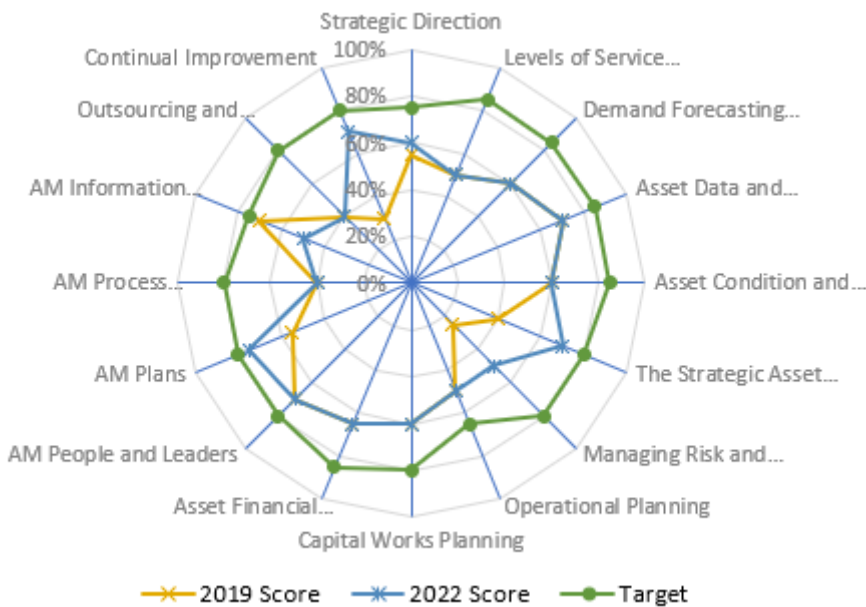 Strategic Direction
100%
Continual Improvement
Levels of Service...
80%
Outsourcing and ...
Demand Forecasting...
60%
AM Information...
Asset Data and...
40%
20%
AM Process...
0%
Asset Condition and ...
AM Plans
The Strategic Asset...
AM People and Leaders
Managing Risk and...
Asset Financial...
Operational Planning
Capital Works Planning
2019 Score
2022 Score
Target